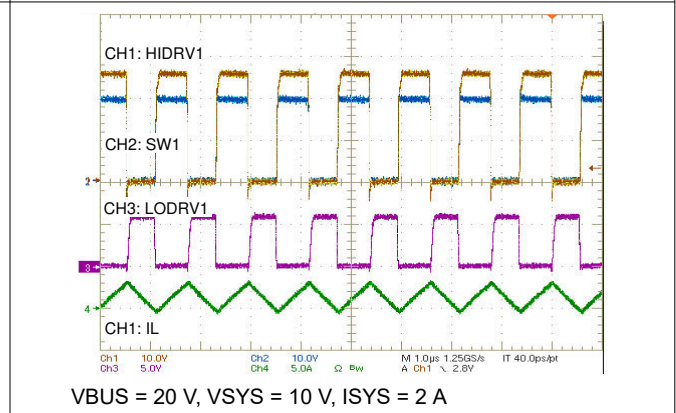 CH1: HIDRV1
CH2: SW1
2
CH3: LODRV1
3
4
CH1: IL
Ch1 10.0V Ch2 10.0V M 1.0µs 1.25GS/s IT 40.0ps/pt
Ch3 5.0V Ch4 5.0A Ω Bw A Ch1 2.8V
VBUS = 20 V, VSYS = 10 V, ISYS = 2 A